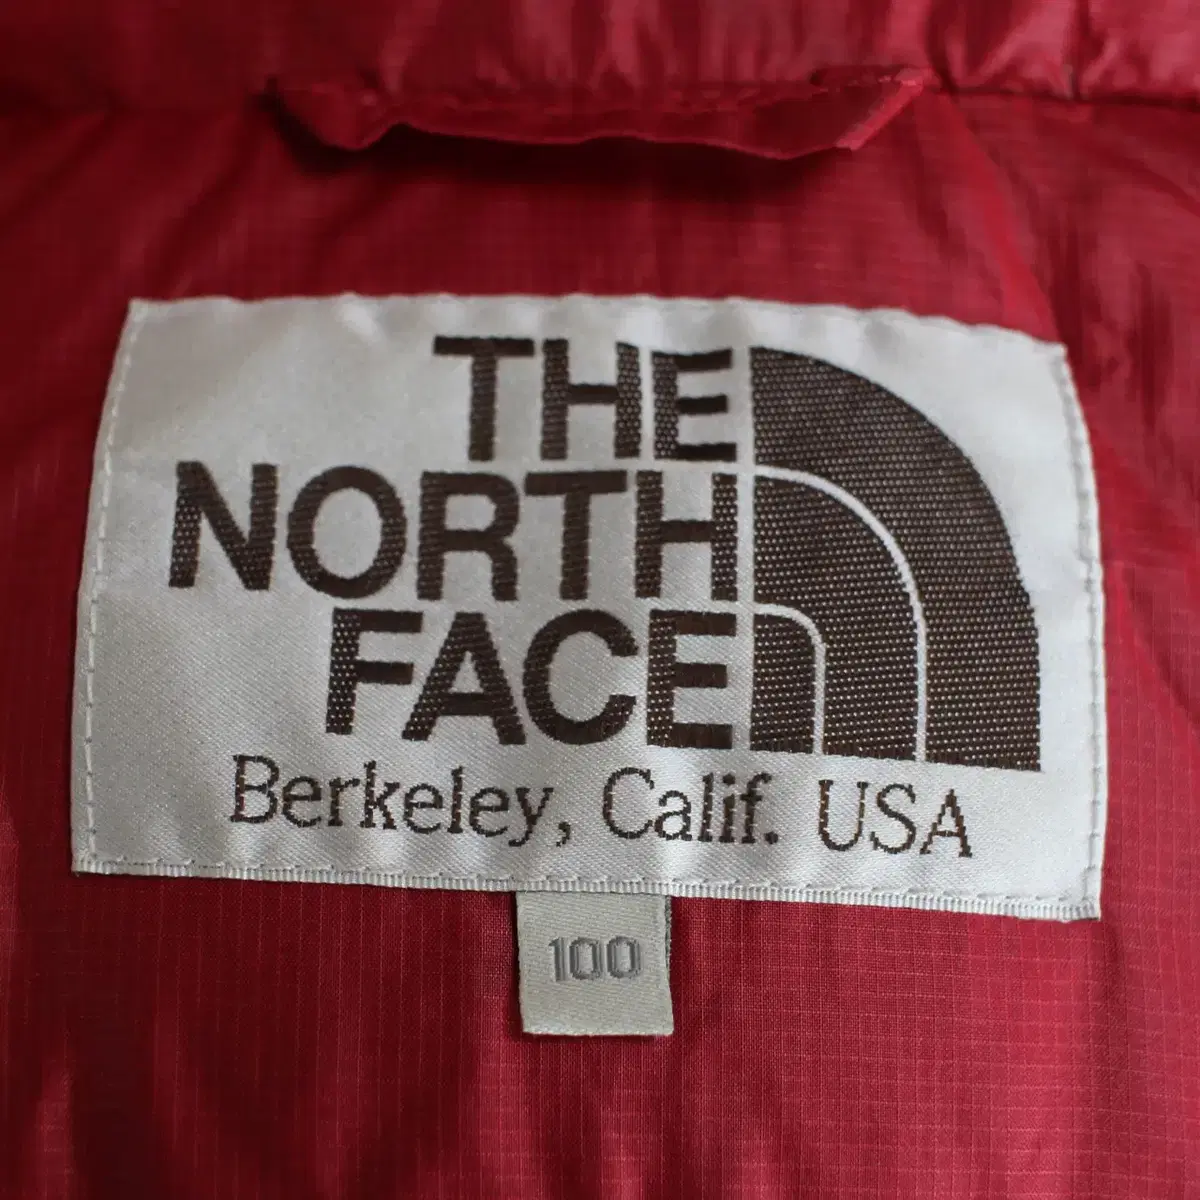 THE
NORTH
FACE
Berkeley, Calif. USA
100